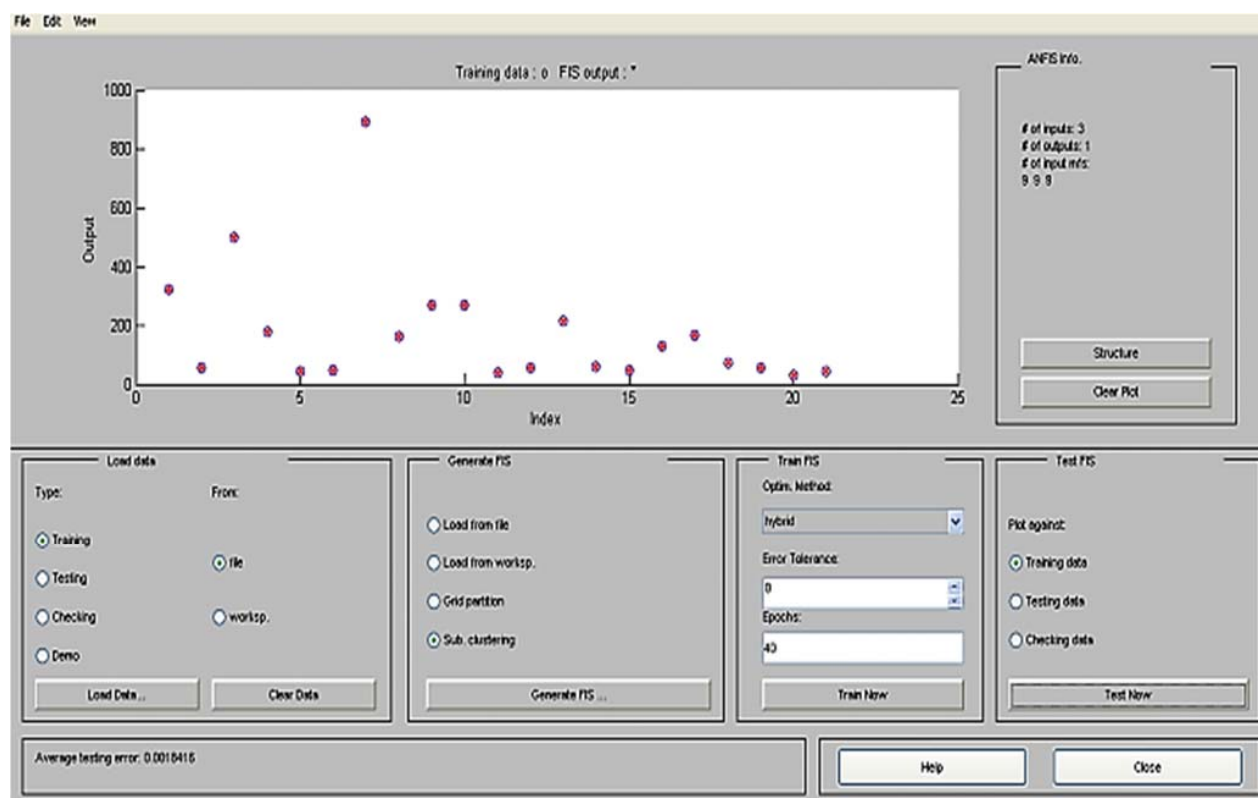 File Edit View
Training data : o FIS output : *
1000
800
600
400
200
0
Output
0 5 10 15 20 25
Index
ANFIS Info.
# of inputs: 3
# of outputs: 1
# of input mfs:
9 9 9
Structure
Clear Plot
Load data
Type:
From:
Training
Testing
Checking
Demo
file
worksp.
Load Data...
Clear Data
Generate FIS
Load from file
Load from worksp.
Grid partition
Sub. clustering
Generate FIS ...
Train FIS
Optim. Method:
hybrid
Error Tolerance:
0
Epochs:
40
Train Now
Test FIS
Plot against:
Training data
Testing data
Checking data
Test Now
Average testing error: 0.0018415
Help
Close